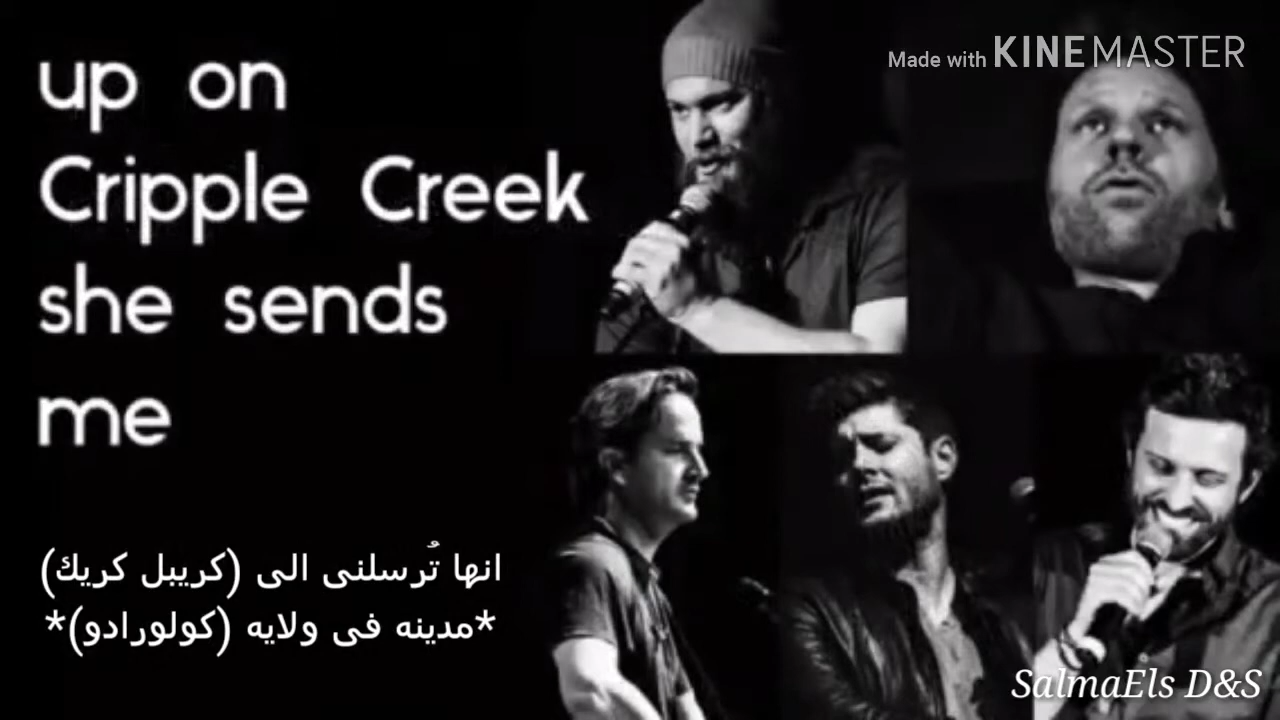 up on
Cripple Creek
she sends
me
انها تُرسلنى الى (كريبل كريك)
*مدينه فى ولايه (كولورادو)*
Made with KINEMASTER
SalmaEls D&S